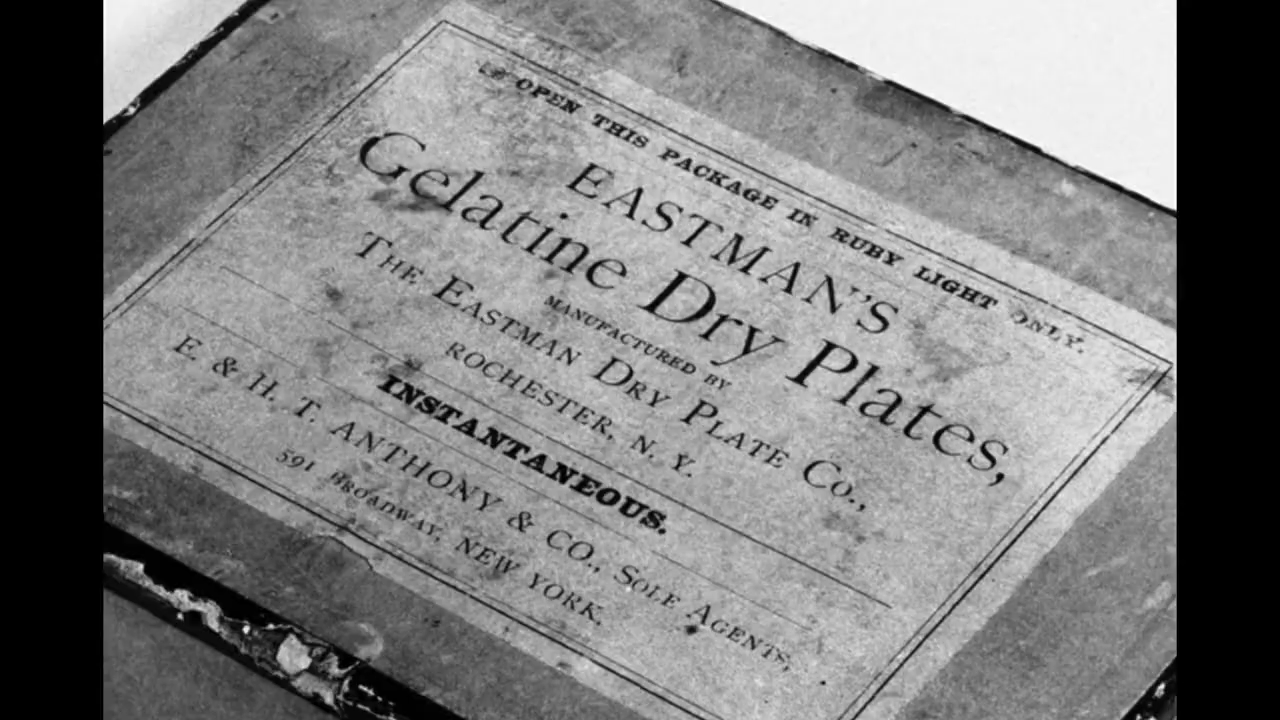 OPEN THIS PACKAGE IN RUBY LIGHT ONLY.
EASTMAN'S
Gelatine Dry Plates,
MANUFACTURED BY
THE EASTMAN DRY PLATE CO.,
ROCHESTER, N. Y.
INSTANTANEOUS.
E. & H. T. ANTHONY & CO., SOLE AGENTS,
591 BROADWAY, NEW YORK.